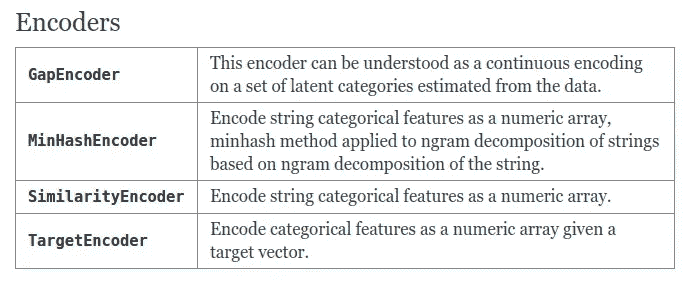 Encoders
GapEncoder
This encoder can be understood as a continuous encoding
on a set of latent categories estimated from the data.
MinHashEncoder
Encode string categorical features as a numeric array,
minhash method applied to ngram decomposition of strings
based on ngram decomposition of the string.
SimilarityEncoder
Encode string categorical features as a numeric array.
TargetEncoder
Encode categorical features as a numeric array given a
target vector.